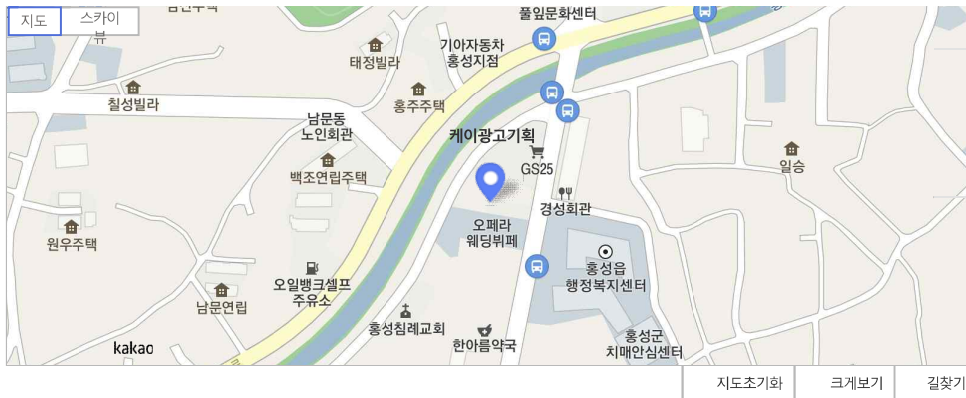 지도
스카이
뷰
풀잎문화센터
기아자동차
홍성지점
태정빌라
칠성빌라
홍주주택
남문동
노인회관
케이광고기획
GS25
일승
백조연립주택
경성회관
오페라
웨딩뷔페
원우주택
홍성읍
행정복지센터
오일뱅크셀프
주유소
남문연립
홍성침례교회
한아름약국
홍성군
치매안심센터
kakao
지도초기화
크게보기
길찾기